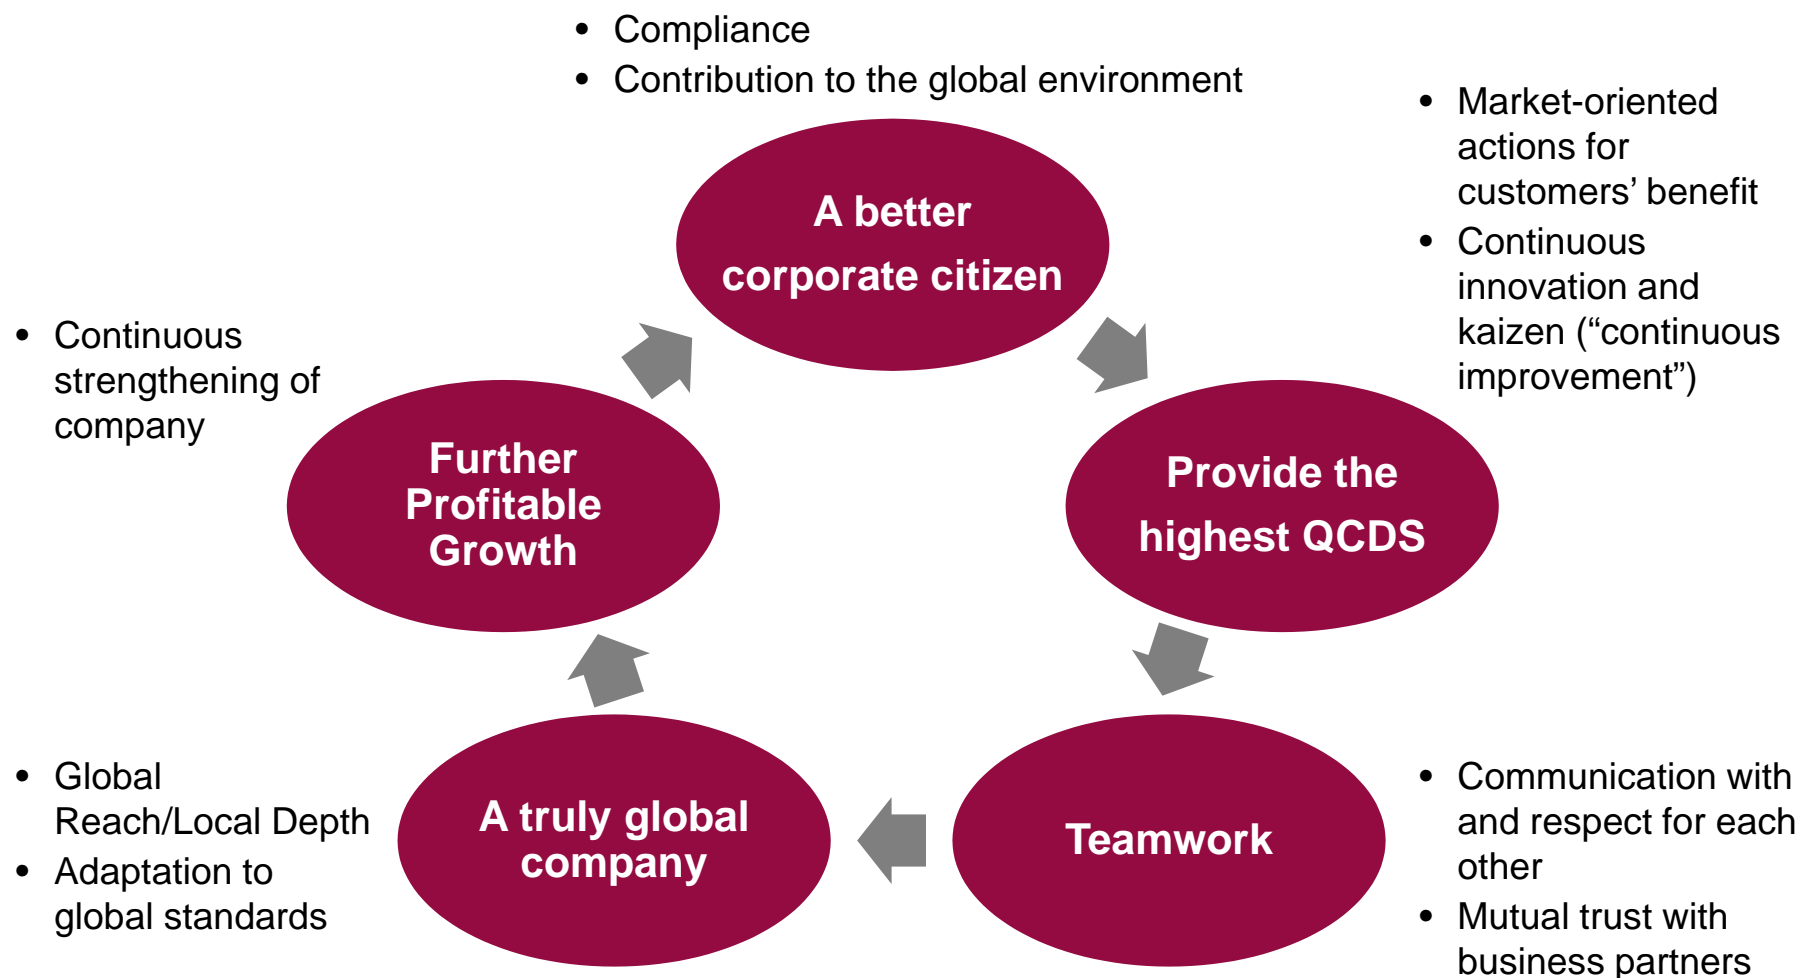 • Compliance
• Contribution to the global environment
A better
corporate citizen
• Market-oriented
actions for
customers’ benefit
• Continuous
innovation and
kaizen (“continuous
improvement”)
Provide the
highest QCDS
• Communication with
and respect for each
other
• Mutual trust with
business partners
Teamwork
A truly global
company
• Global
Reach/Local Depth
• Adaptation to
global standards
Further
Profitable
Growth
• Continuous
strengthening of
company